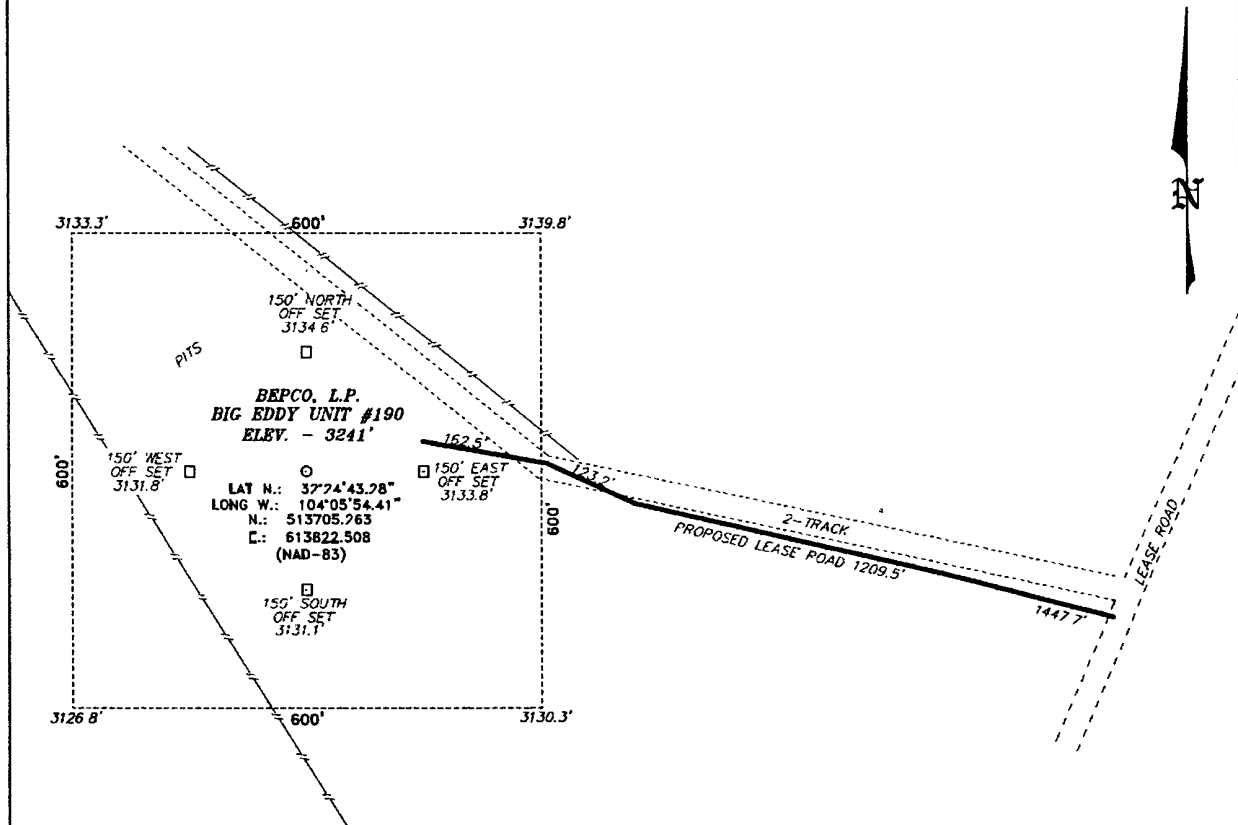 N
3133.3'
600'
3139.8'
150' NORTH
OFF SET
3134.6'
PITS
BEPCO, L.P.
BIG EDDY UNIT #190
ELEV. - 3241'
600'
150' WEST
OFF SET
3131.8'
162.5'
123.2'
150' EAST
OFF SET
3133.8'
LAT N.: 32°24'43.28"
LONG W.: 104°05'54.41"
N.: 513705.263
E.: 613822.508
(NAD-83)
600'
2-TRACK
PROPOSED LEASE ROAD 1209.5'
LEASE ROAD
1447.7'
150' SOUTH
OFF SET
3131.1'
3126.8'
600'
3130.3'